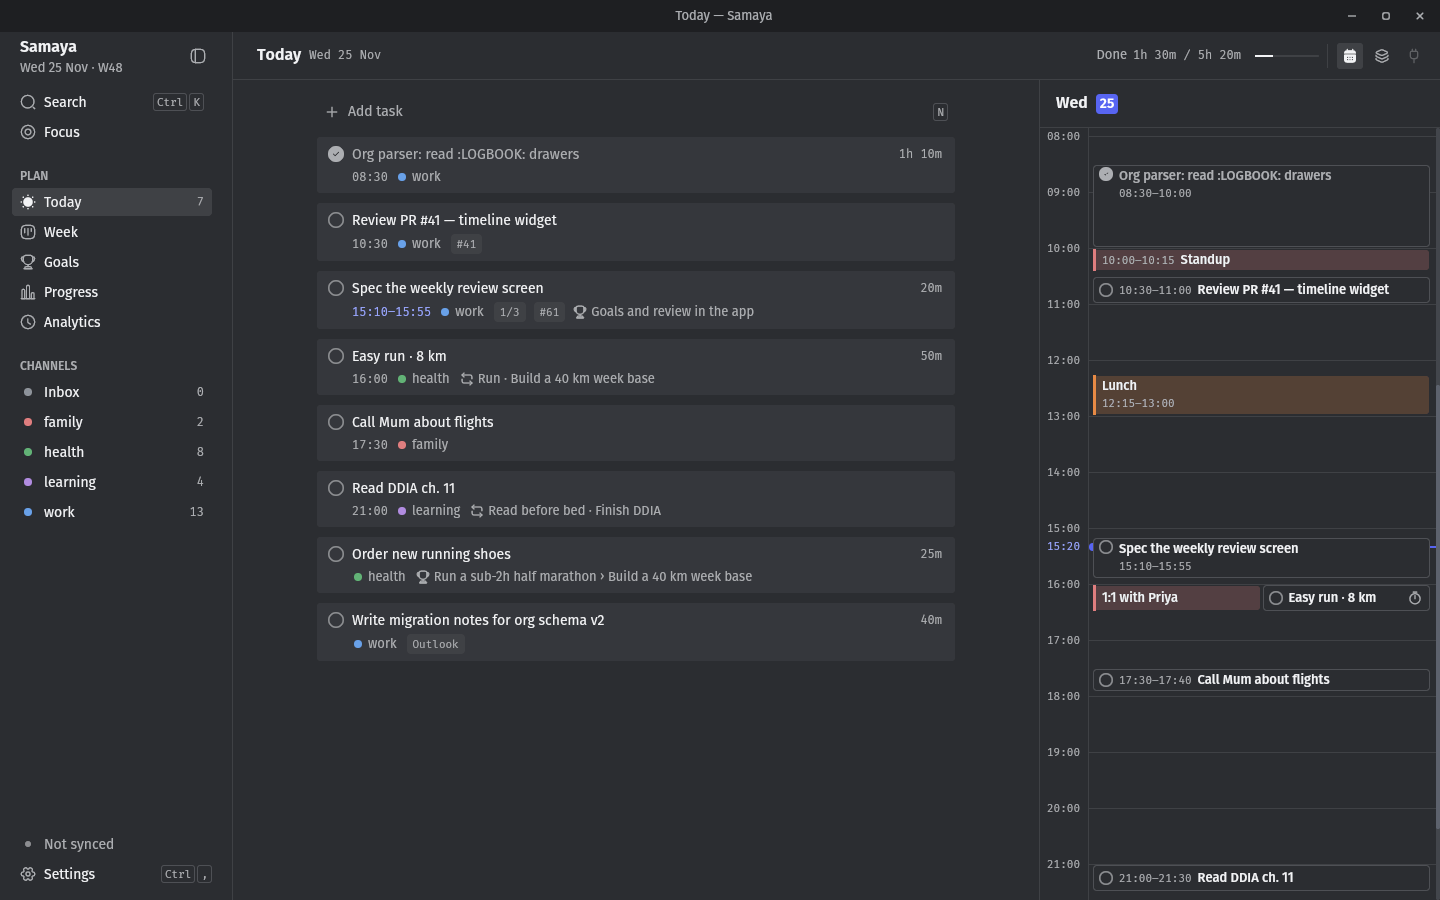 Today — Samaya
Samaya
Wed 25 Nov · W48
Search Ctrl K
Focus
PLAN
Today 7
Week
Goals
Progress
Analytics
CHANNELS
Inbox 0
family 2
health 8
learning 4
work 13
Not synced
Settings Ctrl ,
Today Wed 25 Nov
Done 1h 30m / 5h 20m
Add task N
Org parser: read :LOGBOOK: drawers 1h 10m
08:30 work
Review PR #41 — timeline widget
10:30 work #41
Spec the weekly review screen 20m
15:10–15:55 work 1/3 #61 Goals and review in the app
Easy run · 8 km 50m
16:00 health Run · Build a 40 km week base
Call Mum about flights
17:30 family
Read DDIA ch. 11
21:00 learning Read before bed · Finish DDIA
Order new running shoes 25m
health Run a sub-2h half marathon › Build a 40 km week base
Write migration notes for org schema v2 40m
work Outlook
Wed 25
08:00
Org parser: read :LOGBOOK: drawers
09:00 08:30–10:00
10:00
10:00–10:15 Standup
10:30–11:00 Review PR #41 — timeline widget
11:00
12:00
Lunch
12:15–13:00
13:00
14:00
15:00
15:20 Spec the weekly review screen
15:10–15:55
16:00
1:1 with Priya Easy run · 8 km
17:00
17:30–17:40 Call Mum about flights
18:00
19:00
20:00
21:00
21:00–21:30 Read DDIA ch. 11